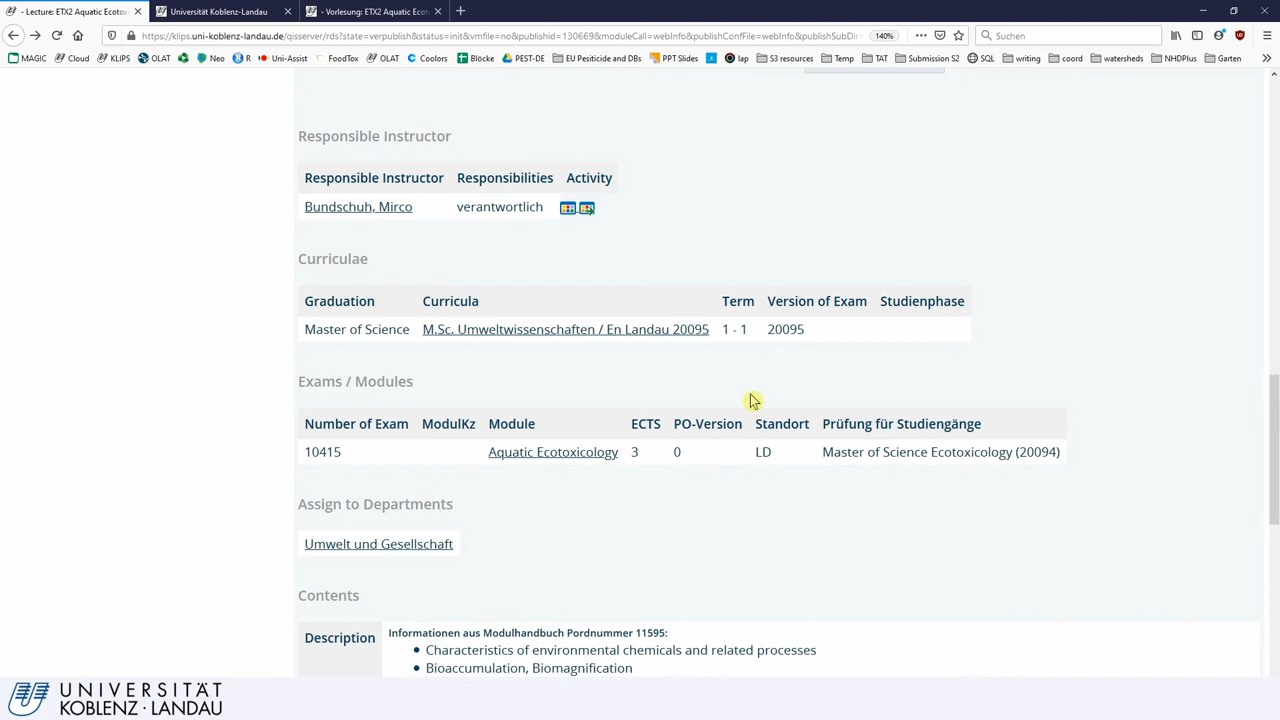 - Lecture: ETX2 Aquatic Ecotox
Universität Koblenz-Landau
- Vorlesung: ETX2 Aquatic Ecotoxi
https://klips.uni-koblenz-landau.de/qisserver/rds?state=verpublish&status=init&vmfile=no&publishid=130669&moduleCall=webInfo&publishConfFile=webInfo&publishSubDir=
140%
Suchen
MAGIC
Cloud
KLIPS
OLAT
Neo
R
Uni-Assist
FoodTox
OLAT
Coolors
Blöcke
PEST-DE
EU Pesiticide and DBs
PPT Slides
lap
S3 resources
Temp
TAT
Submission S2
SQL
writing
coord
watersheds
NHDPlus
Garten
Responsible Instructor
Responsible Instructor Responsibilities Activity
Bundschuh, Mirco verantwortlich
Curriculae
Graduation Curricula Term Version of Exam Studienphase
Master of Science M.Sc. Umweltwissenschaften / En Landau 20095 1 - 1 20095
Exams / Modules
Number of Exam ModulKz Module ECTS PO-Version Standort Prüfung für Studiengänge
10415 Aquatic Ecotoxicology 3 0 LD Master of Science Ecotoxicology (20094)
Assign to Departments
Umwelt und Gesellschaft
Contents
Description
Informationen aus Modulhandbuch Pordnummer 11595:
Characteristics of environmental chemicals and related processes
Bioaccumulation, Biomagnification
UNIVERSITÄT
KOBLENZ · LANDAU